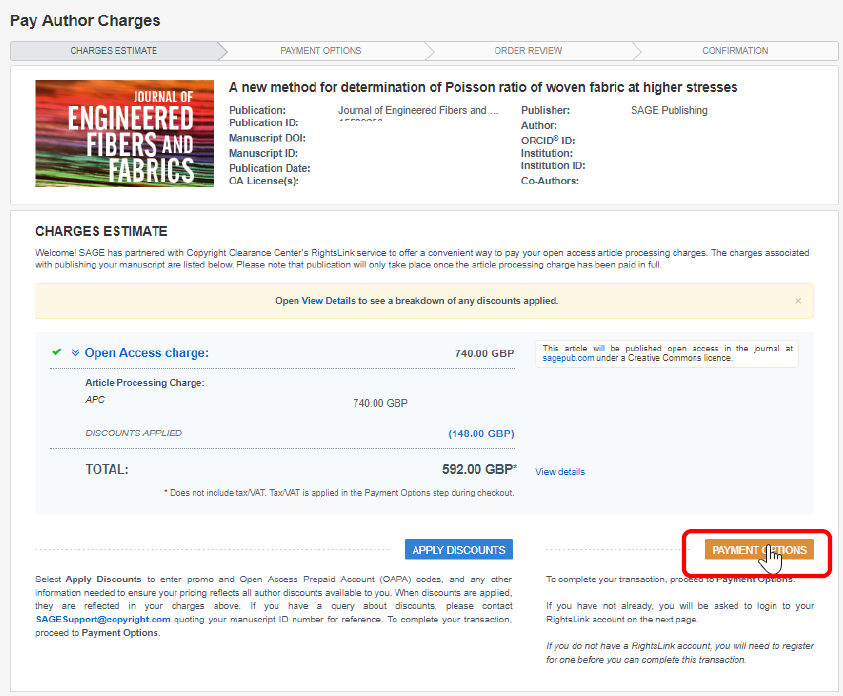 Pay Author Charges
CHARGES ESTIMATE
PAYMENT OPTIONS
ORDER REVIEW
CONFIRMATION
JOURNAL OF
ENGINEERED
FIBERS AND
FABRICS
A new method for determination of Poisson ratio of woven fabric at higher stresses
Publication: Journal of Engineered Fibers and ...
Publication ID:
Manuscript DOI:
Manuscript ID:
Publication Date:
OA License(s):
Publisher: SAGE Publishing
Author:
ORCID® ID:
Institution:
Institution ID:
Co-Authors:
CHARGES ESTIMATE
Welcome! SAGE has partnered with Copyright Clearance Center's RightsLink service to offer a convenient way to pay your open access article processing charges. The charges associated
with publishing your manuscript are listed below. Please note that publication will only take place once the article processing charge has been paid in full.
Open View Details to see a breakdown of any discounts applied. ×
Open Access charge: 740.00 GBP
This article will be published open access in the journal at
sagepub.com under a Creative Commons licence.
Article Processing Charge:
APC
740.00 GBP
DISCOUNTS APPLIED (148.00 GBP)
TOTAL: 592.00 GBP* View details
* Does not include tax/VAT. Tax/VAT is applied in the Payment Options step during checkout.
APPLY DISCOUNTS
Select Apply Discounts to enter promo and Open Access Prepaid Account (OAPA) codes, and any other
information needed to ensure your pricing reflects all author discounts available to you. When discounts are applied,
they are reflected in your charges above. If you have a query about discounts, please contact
SAGESupport@copyright.com quoting your manuscript ID number for reference. To complete your transaction,
proceed to Payment Options.
PAYMENT OPTIONS
To complete your transaction, proceed to Payment Options.
If you have not already, you will be asked to login to your
RightsLink account on the next page.
If you do not have a RightsLink account, you will need to register
for one before you can complete this transaction.